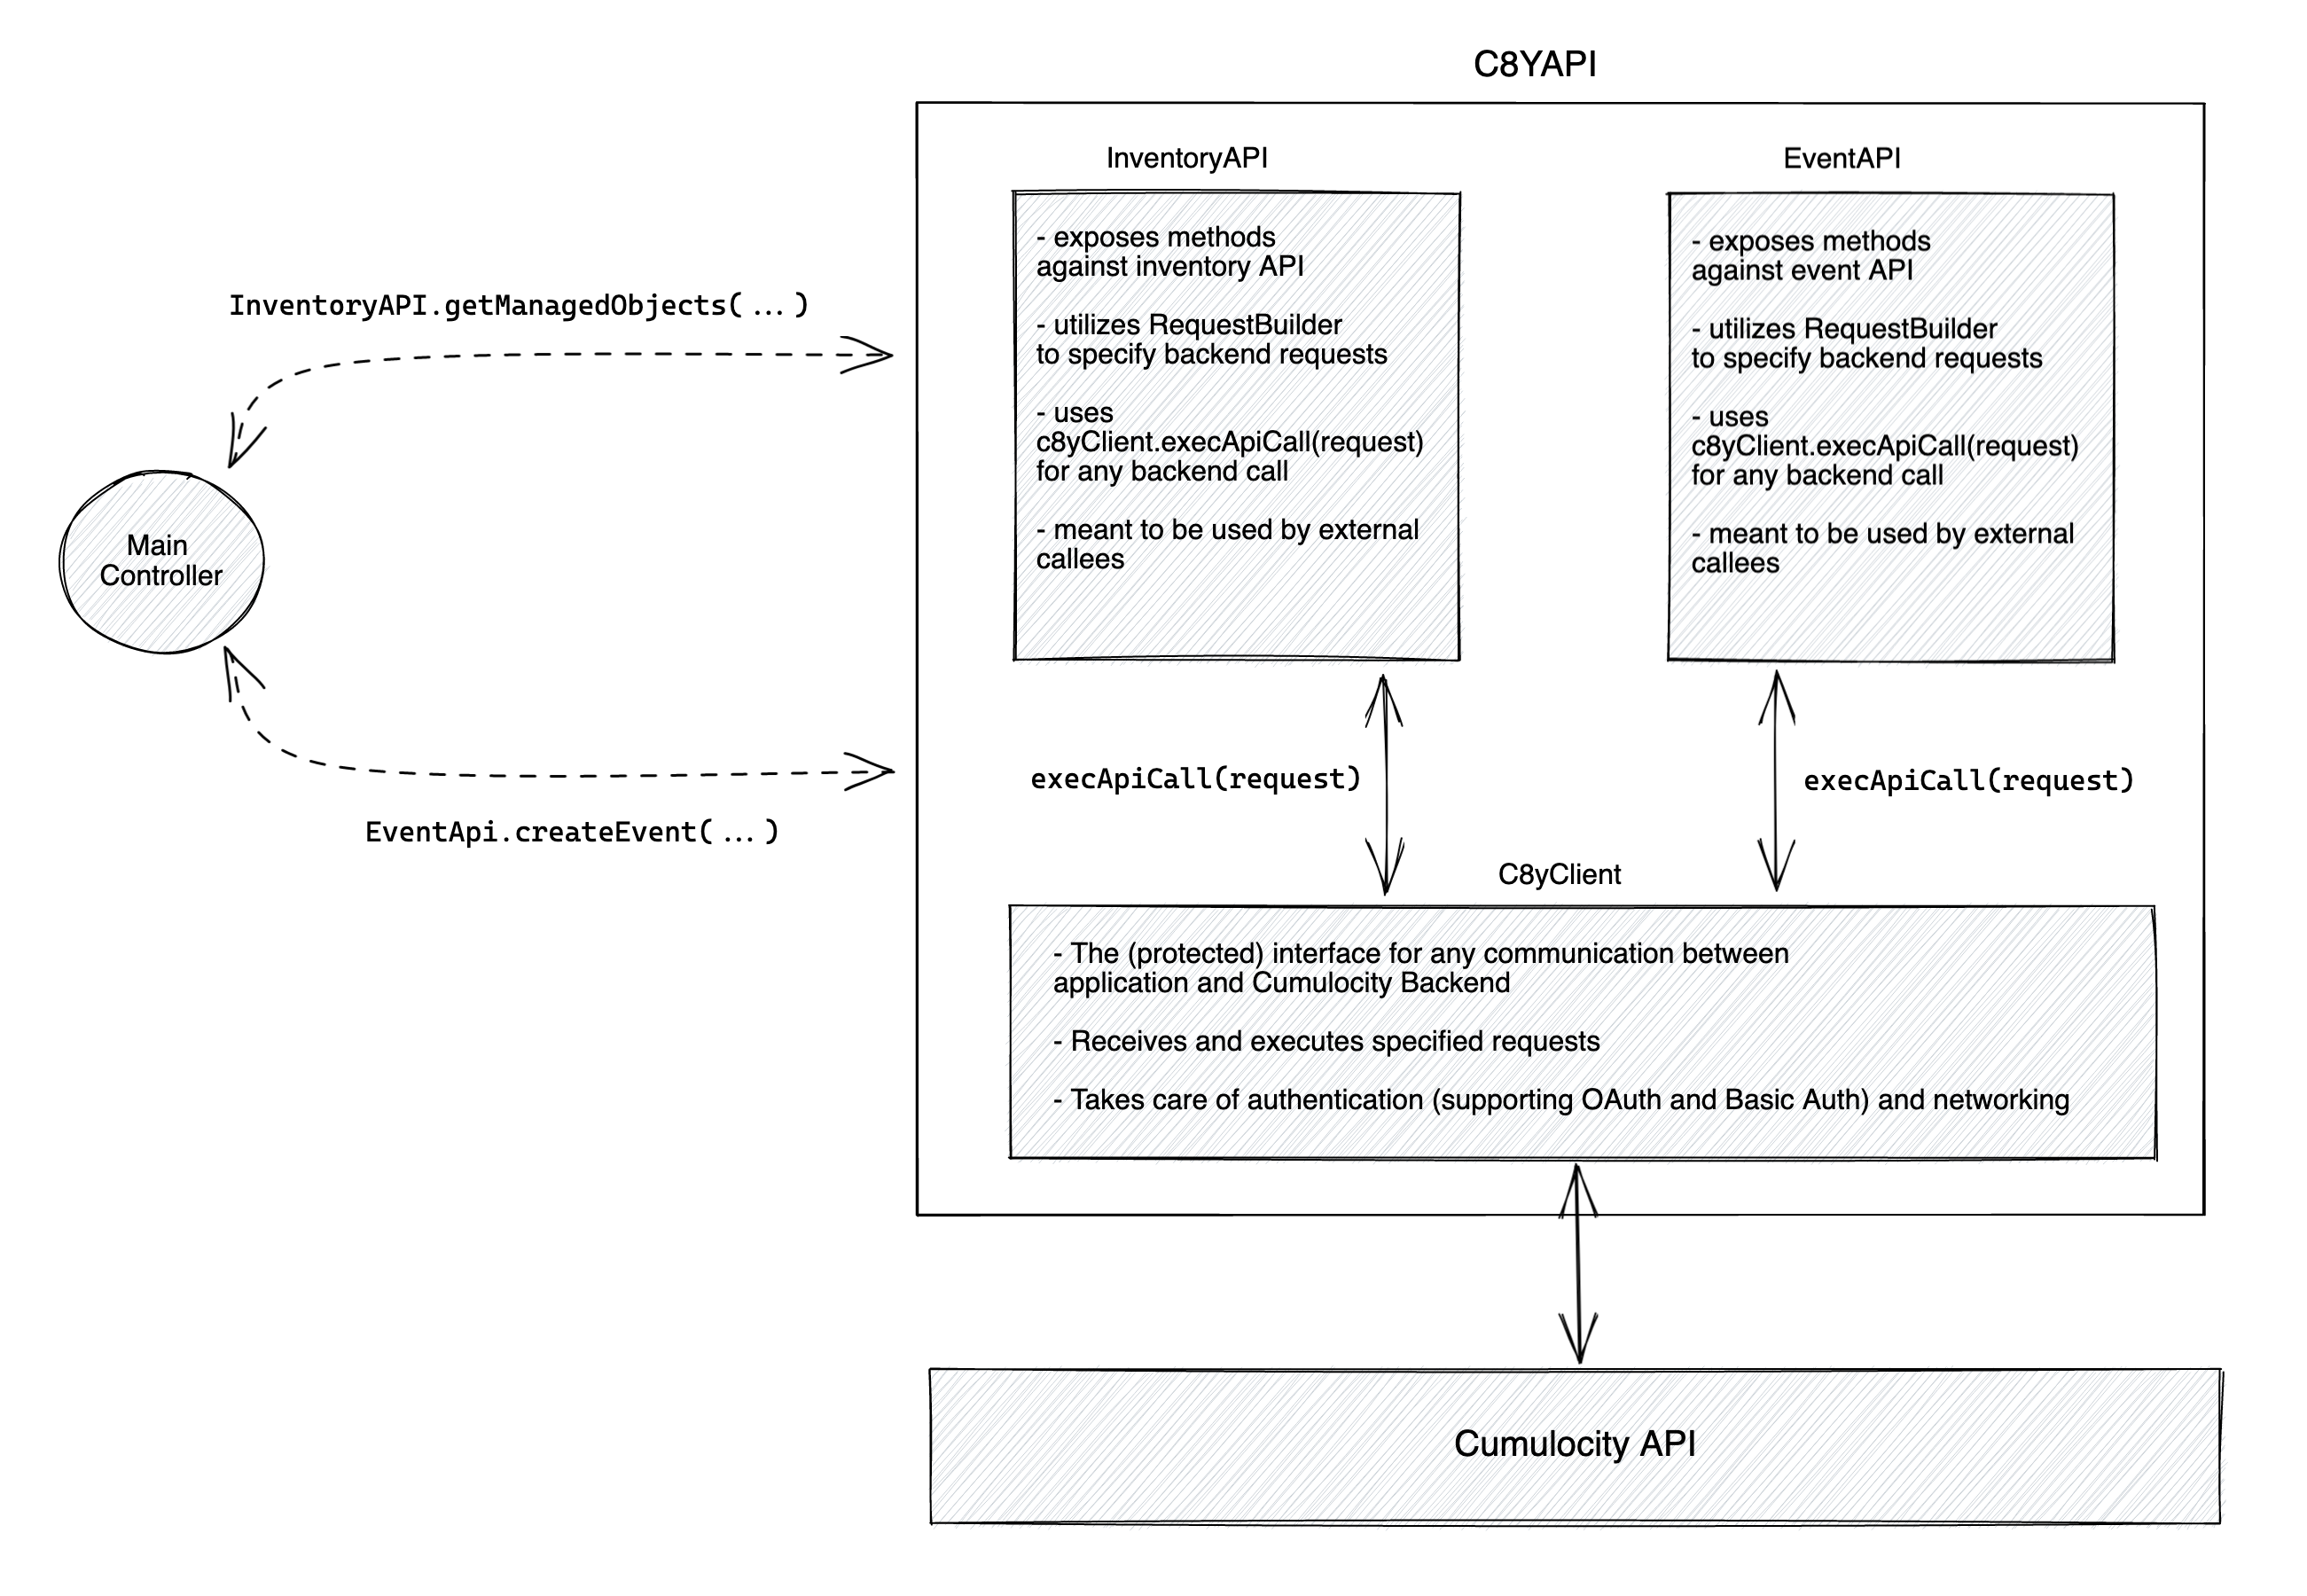 C8YAPI
InventoryAPI
- exposes methods
against inventory API
- utilizes RequestBuilder
to specify backend requests
- uses
c8yClient.execApiCall(request)
for any backend call
- meant to be used by external
callees
EventAPI
- exposes methods
against event API
- utilizes RequestBuilder
to specify backend requests
- uses
c8yClient.execApiCall(request)
for any backend call
- meant to be used by external
callees
InventoryAPI.getManagedObjects(...)
Main
Controller
EventApi.createEvent(...)
execApiCall(request)
execApiCall(request)
C8yClient
- The (protected) interface for any communication between
application and Cumulocity Backend
- Receives and executes specified requests
- Takes care of authentication (supporting OAuth and Basic Auth) and networking
Cumulocity API